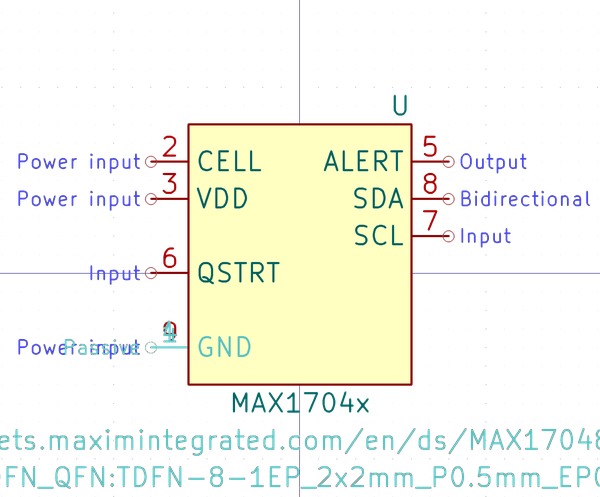 U
Power input 2 CELL ALERT 5 Output
Power input 3 VDD SDA 8 Bidirectional
SCL 7 Input
Input 6 QSTRT
Power input GND
MAX1704x
ets.maximintegrated.com/en/ds/MAX17048
FN_QFN:TDFN-8-1EP_2x2mm_P0.5mm_EP0